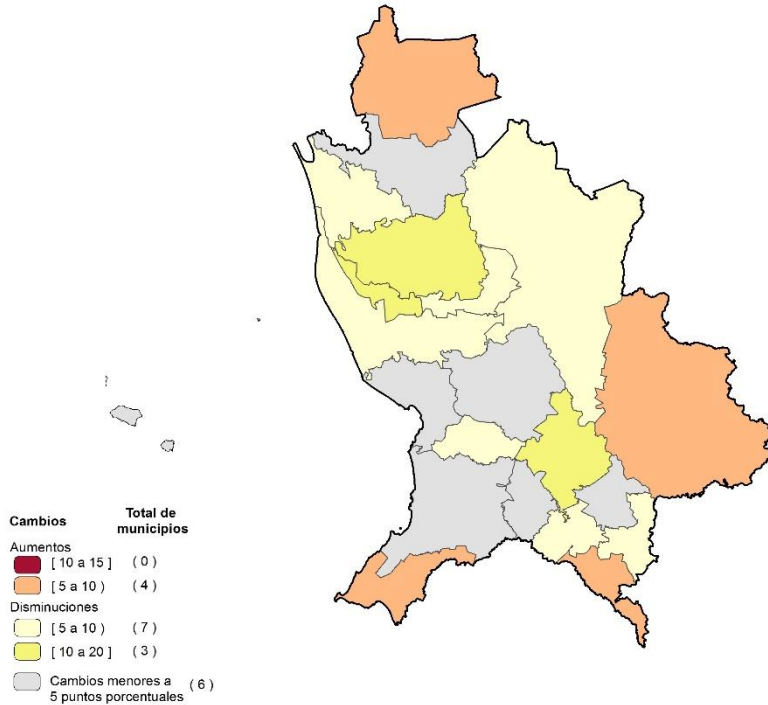 Cambios Total de
municipios
Aumentos
[ 10 a 15 ] ( 0 )
[ 5 a 10 ) ( 4 )
Disminuciones
[ 5 a 10 ) ( 7 )
[ 10 a 20 ] ( 3 )
Cambios menores a ( 6 )
5 puntos porcentuales